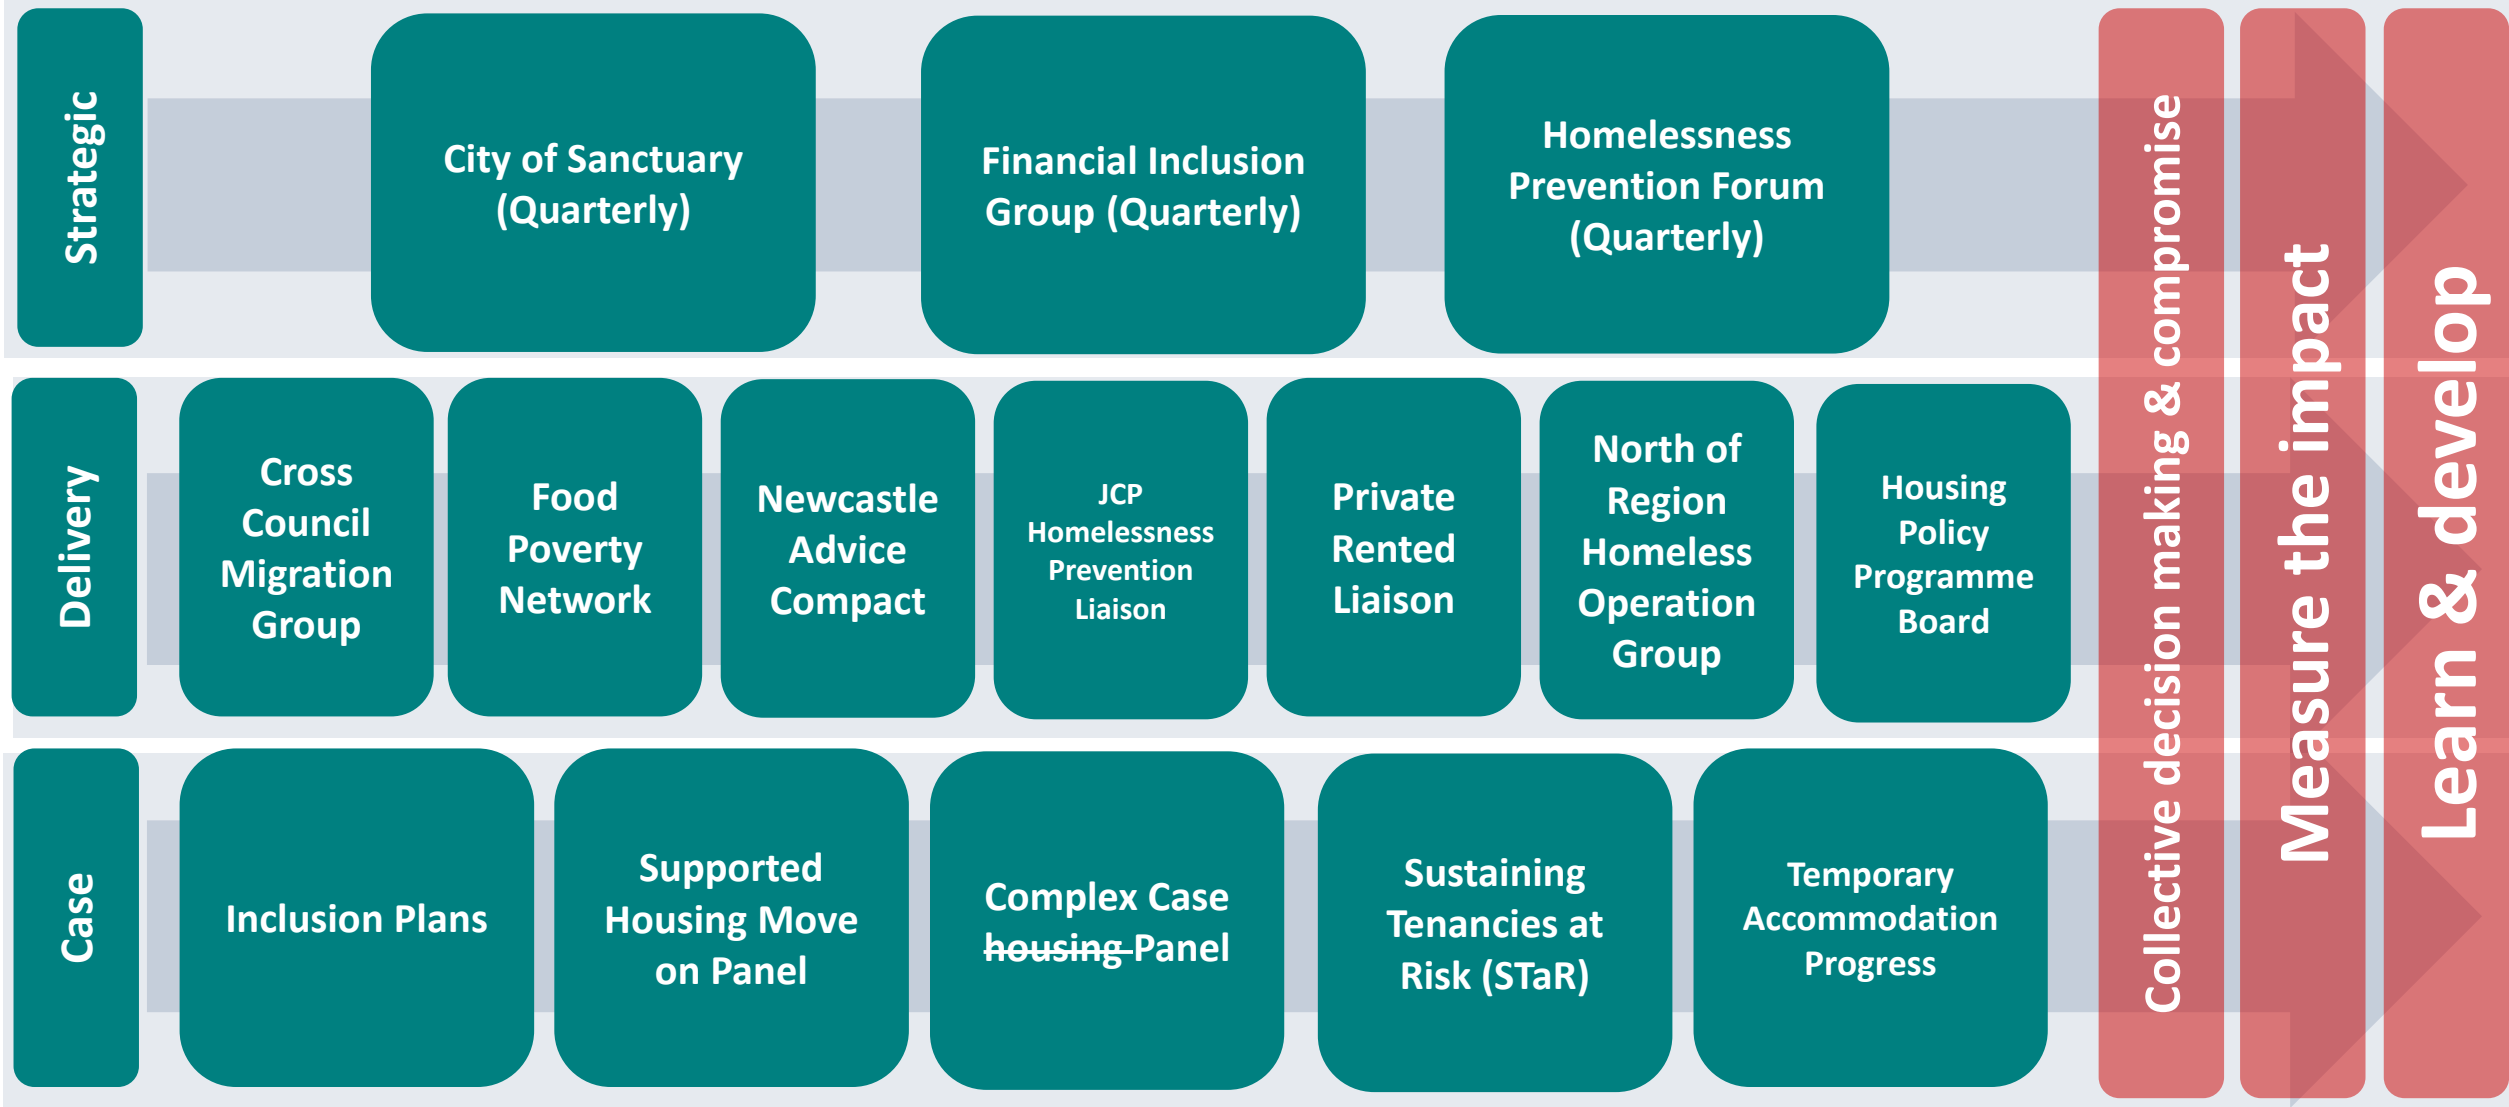 Strategic
City of Sanctuary
(Quarterly)
Financial Inclusion
Group (Quarterly)
Homelessness
Prevention Forum
(Quarterly)
Delivery
Cross
Council
Migration
Group
Food
Poverty
Network
Newcastle
Advice
Compact
JCP
Homelessness
Prevention
Liaison
Private
Rented
Liaison
North of
Region
Homeless
Operation
Group
Housing
Policy
Programme
Board
Case
Inclusion Plans
Supported
Housing Move
on Panel
Complex Case
housing Panel
Sustaining
Tenancies at
Risk (STaR)
Temporary
Accommodation
Progress
Collective decision making & compromise
Measure the impact
Learn & develop